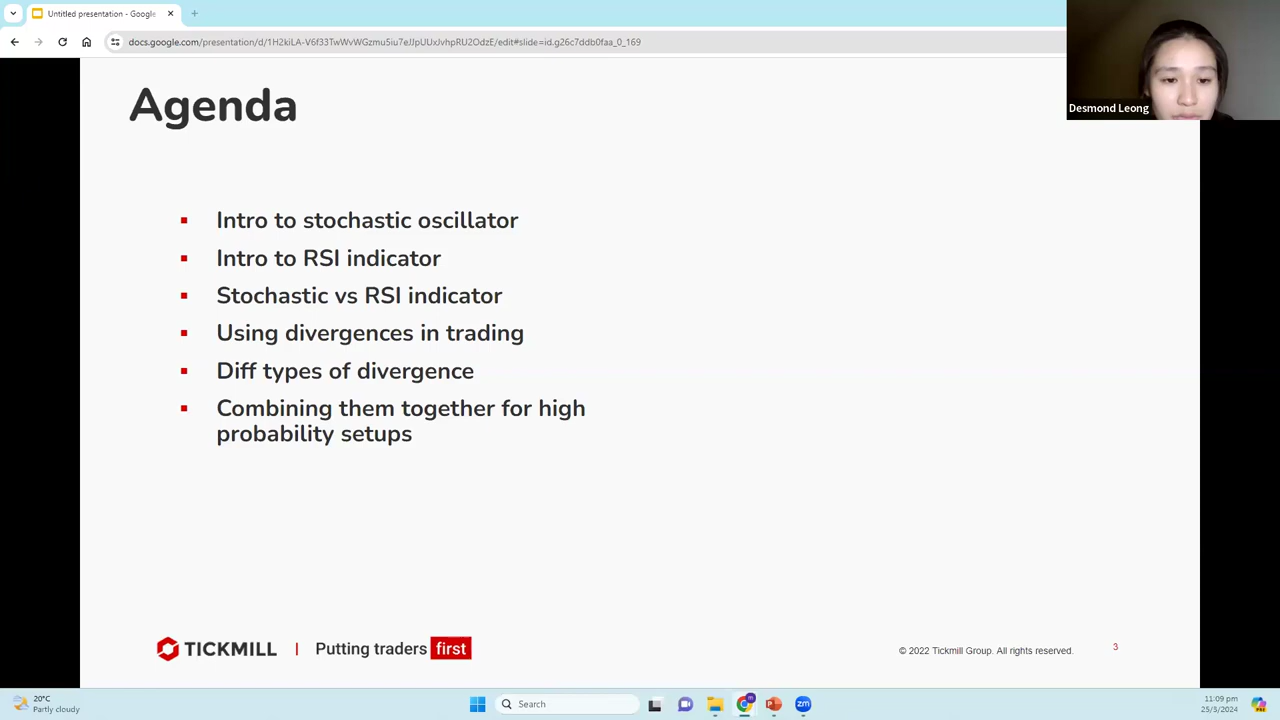 Untitled presentation - Google
docs.google.com/presentation/d/1H2kiLA-V6f33TwWvWGzmu5iu7eJJpUUxJvhpRU2OdzE/edit#slide=id.g26c7ddb0faa_0_169
Desmond Leong
Agenda
Intro to stochastic oscillator
Intro to RSI indicator
Stochastic vs RSI indicator
Using divergences in trading
Diff types of divergence
Combining them together for high
probability setups
TICKMILL | Putting traders first
© 2022 Tickmill Group. All rights reserved.
3
20°C
Partly cloudy
Search
zm
11:09 pm
25/3/2024